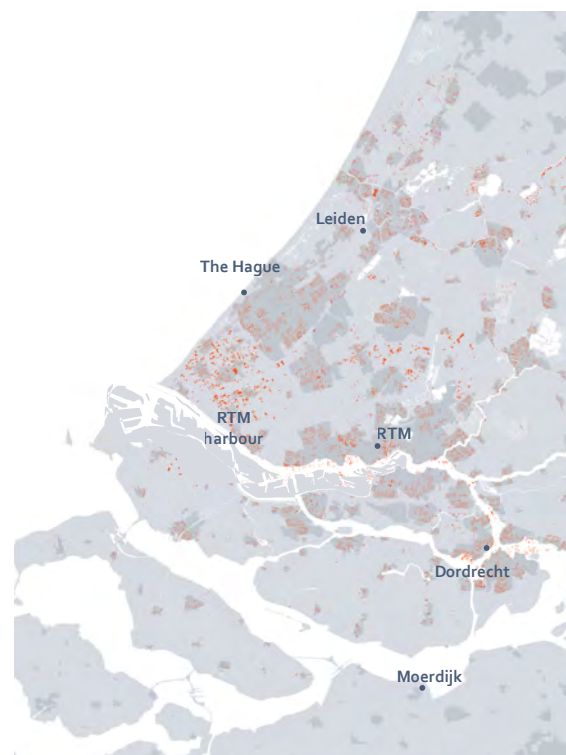 Leiden
The Hague
RTM
harbour
RTM
Dordrecht
Moerdijk